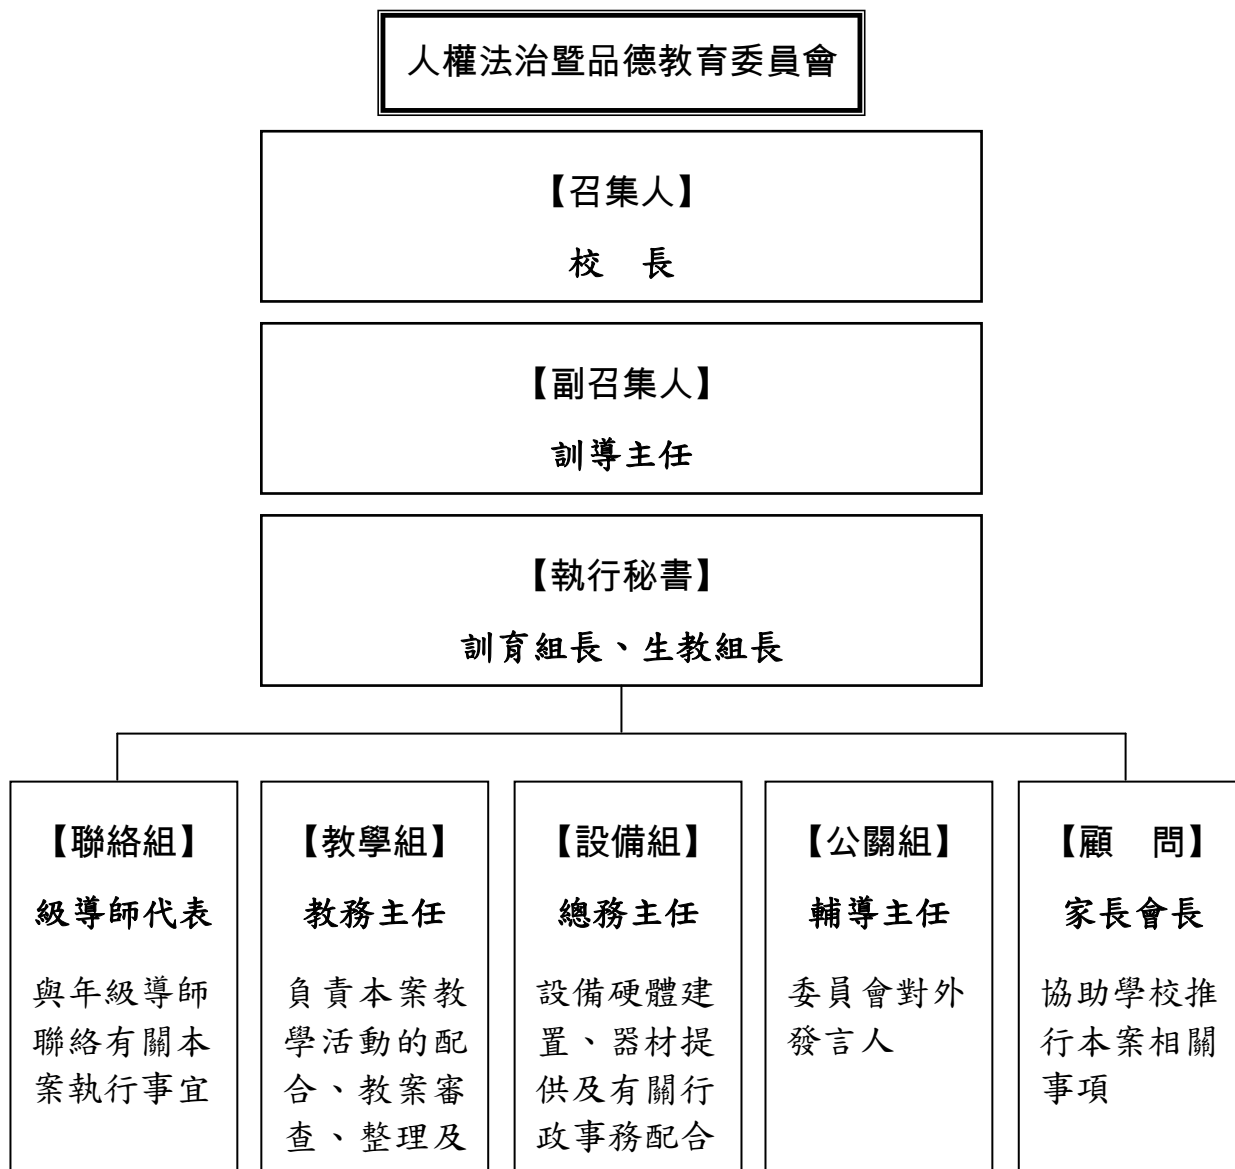 人權法治暨品德教育委員會
【召集人】
校　長
【副召集人】
訓導主任
【執行秘書】
訓育組長、生教組長
【聯絡組】
級導師代表
與年級導師
聯絡有關本
案執行事宜
【教學組】
教務主任
負責本案教
學活動的配
合、教案審
查、整理及
【設備組】
總務主任
設備硬體建
置、器材提
供及有關行
政事務配合
【公關組】
輔導主任
委員會對外
發言人
【顧　問】
家長會長
協助學校推
行本案相關
事項